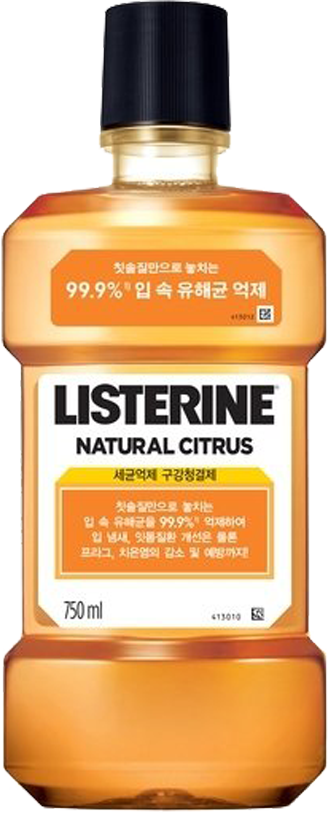 칫솔질만으로 놓치는
99.9%¹⁾ 입 속 유해균 억제
413012
LISTERINE®
NATURAL CITRUS
세균억제 구강청결제
칫솔질만으로 놓치는
입 속 유해균을 99.9%¹⁾ 억제하여
입 냄새, 잇몸질환 개선은 물론
프라그, 치은염의 감소 및 예방까지!
750 ml
413010